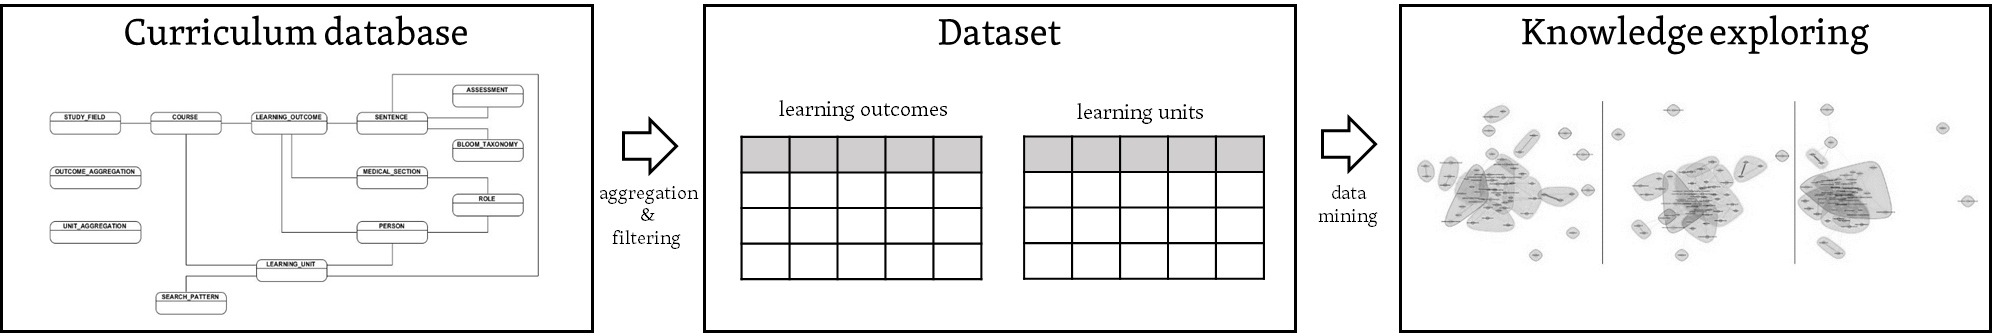 Curriculum database
ASSESSMENT
STUDY_FIELD
COURSE
LEARNING_OUTCOME
SENTENCE
BLOOM_TAXONOMY
OUTCOME_AGGREGATION
MEDICAL_SECTION
ROLE
UNIT_AGGREGATION
PERSON
LEARNING_UNIT
SEARCH_PATTERN
aggregation
&
filtering
Dataset
learning outcomes
learning units
data
mining
Knowledge exploring